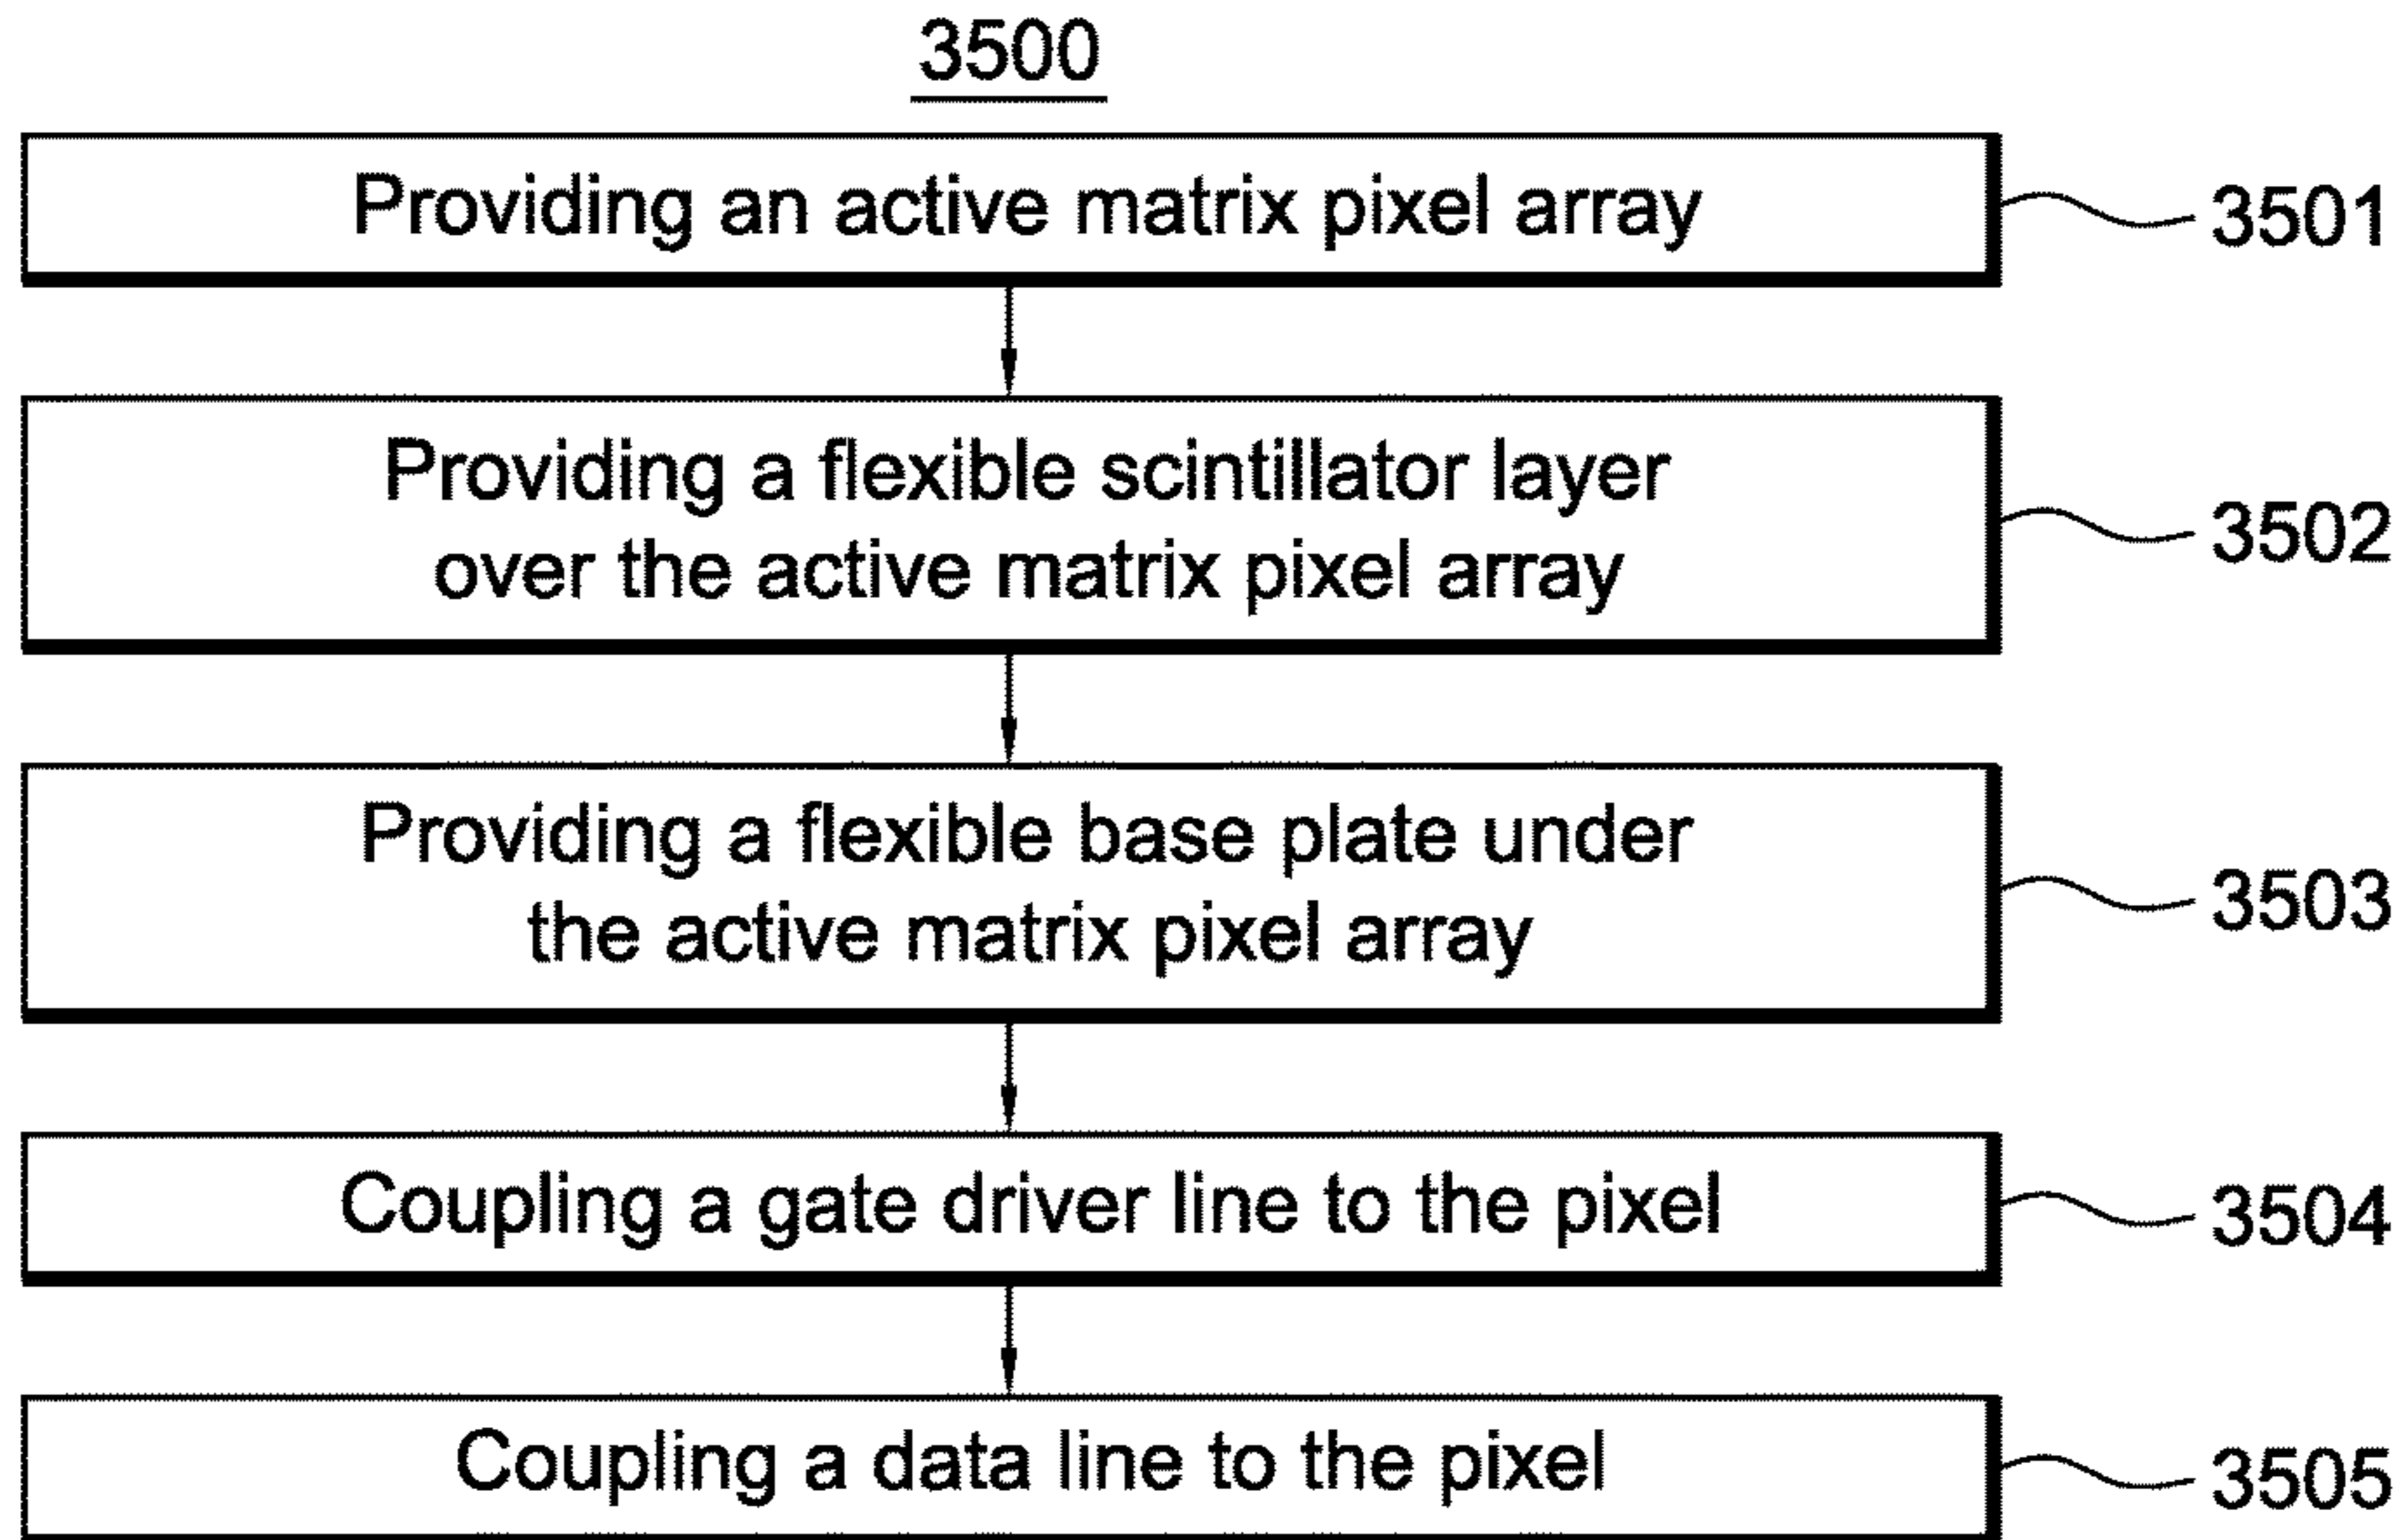 3500
Providing an active matrix pixel array
3501
Providing a flexible scintillator layer
over the active matrix pixel array
3502
Providing a flexible base plate under
the active matrix pixel array
3503
Coupling a gate driver line to the pixel
3504
Coupling a data line to the pixel
3505